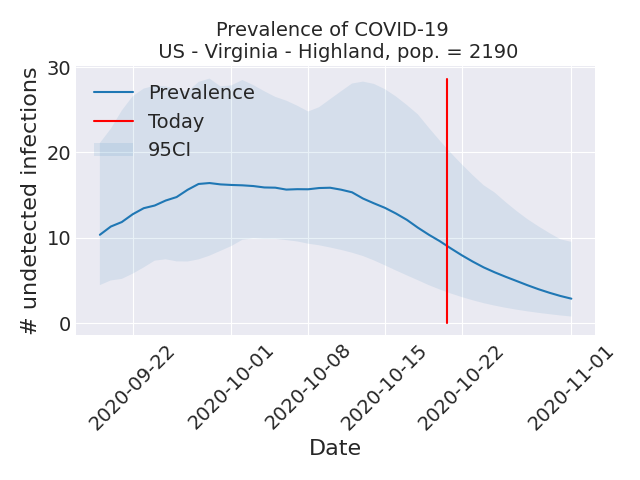 Prevalence of COVID-19
US - Virginia - Highland, pop. = 2190
# undetected infections
30
20
10
0
Prevalence
Today
95CI
2020-09-22
2020-10-01
2020-10-08
2020-10-15
2020-10-22
2020-11-01
Date